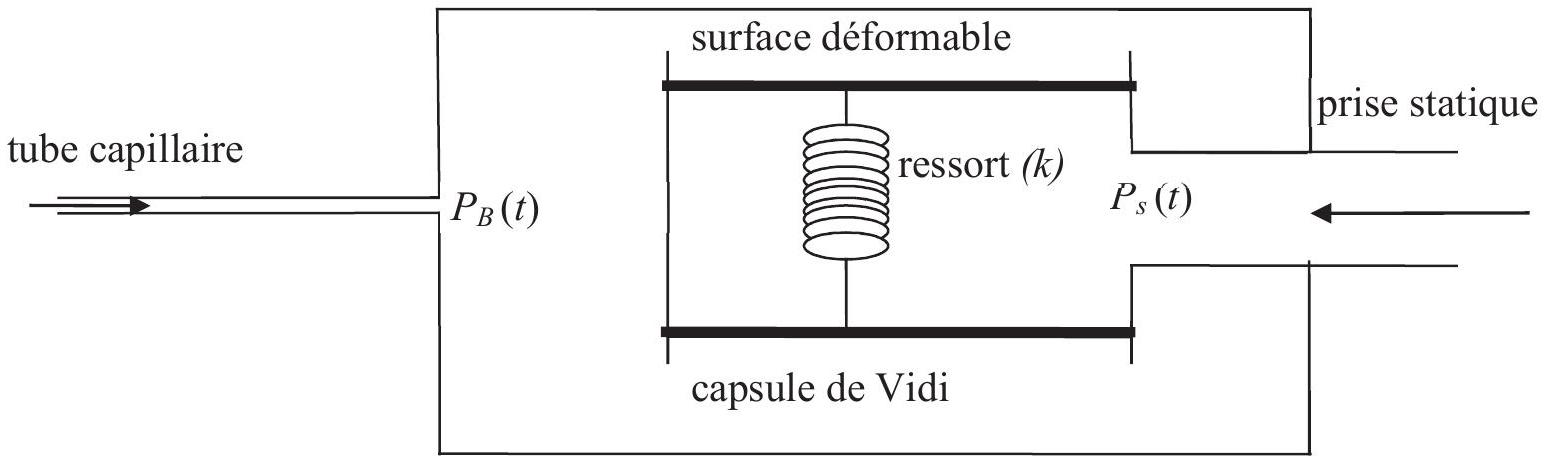 surface déformable
prise statique
tube capillaire
ressort (k)
P_B(t)
P_s(t)
capsule de Vidi